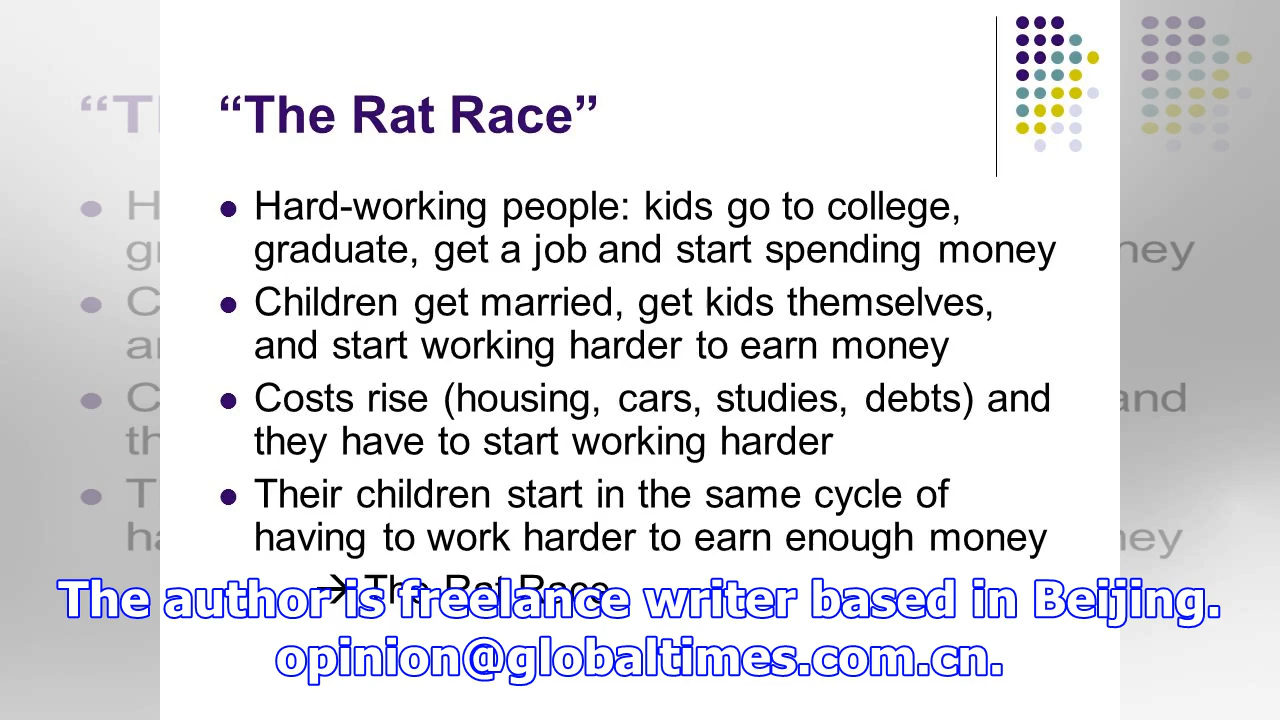 “The Rat Race”
● Hard-working people: kids go to college,
graduate, get a job and start spending money
● Children get married, get kids themselves,
and start working harder to earn money
● Costs rise (housing, cars, studies, debts) and
they have to start working harder
● Their children start in the same cycle of
having to work harder to earn enough money
→ The Rat Race
The author is freelance writer based in Beijing.
opinion@globaltimes.com.cn.